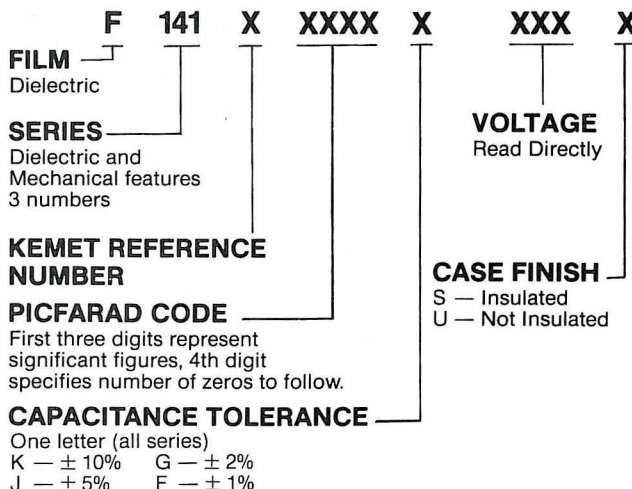 F 141 X XXXX X XXX X
FILM
Dielectric
SERIES
Dielectric and
Mechanical features
3 numbers
VOLTAGE
Read Directly
KEMET REFERENCE
NUMBER
CASE FINISH
S — Insulated
U — Not Insulated
PICFARAD CODE
First three digits represent
significant figures, 4th digit
specifies number of zeros to follow.
CAPACITANCE TOLERANCE
One letter (all series)
K — ± 10% G — ± 2%
J — ± 5% F — ± 1%